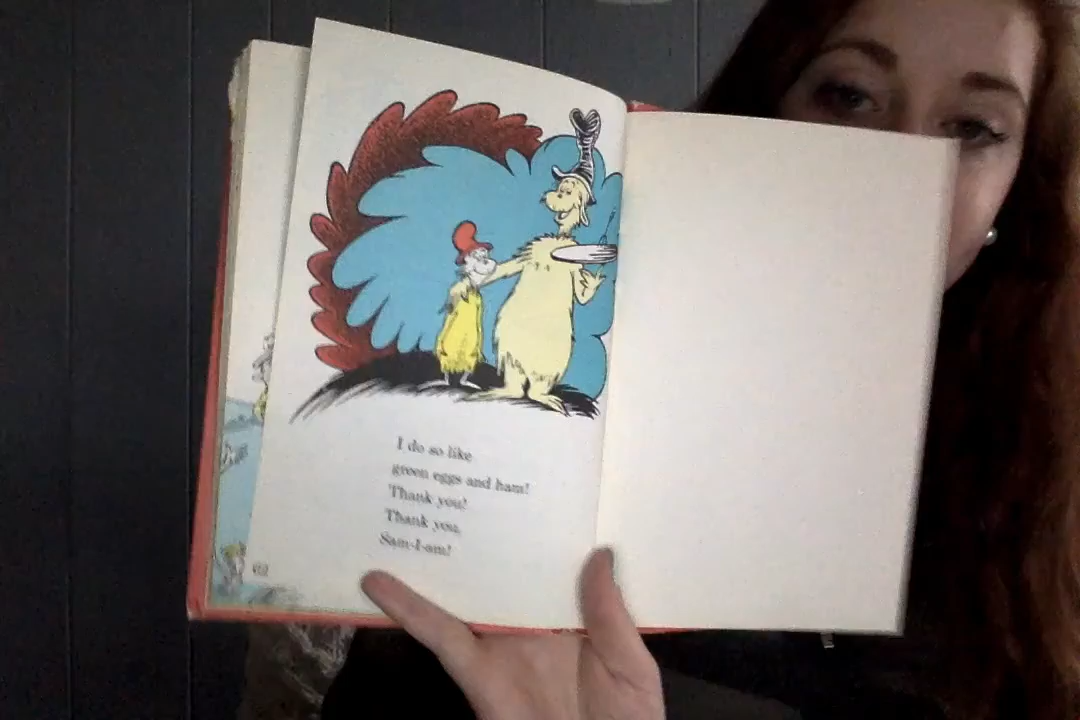 I do so like
green eggs and ham!
Thank you!
Thank you,
Sam-I-am!
62